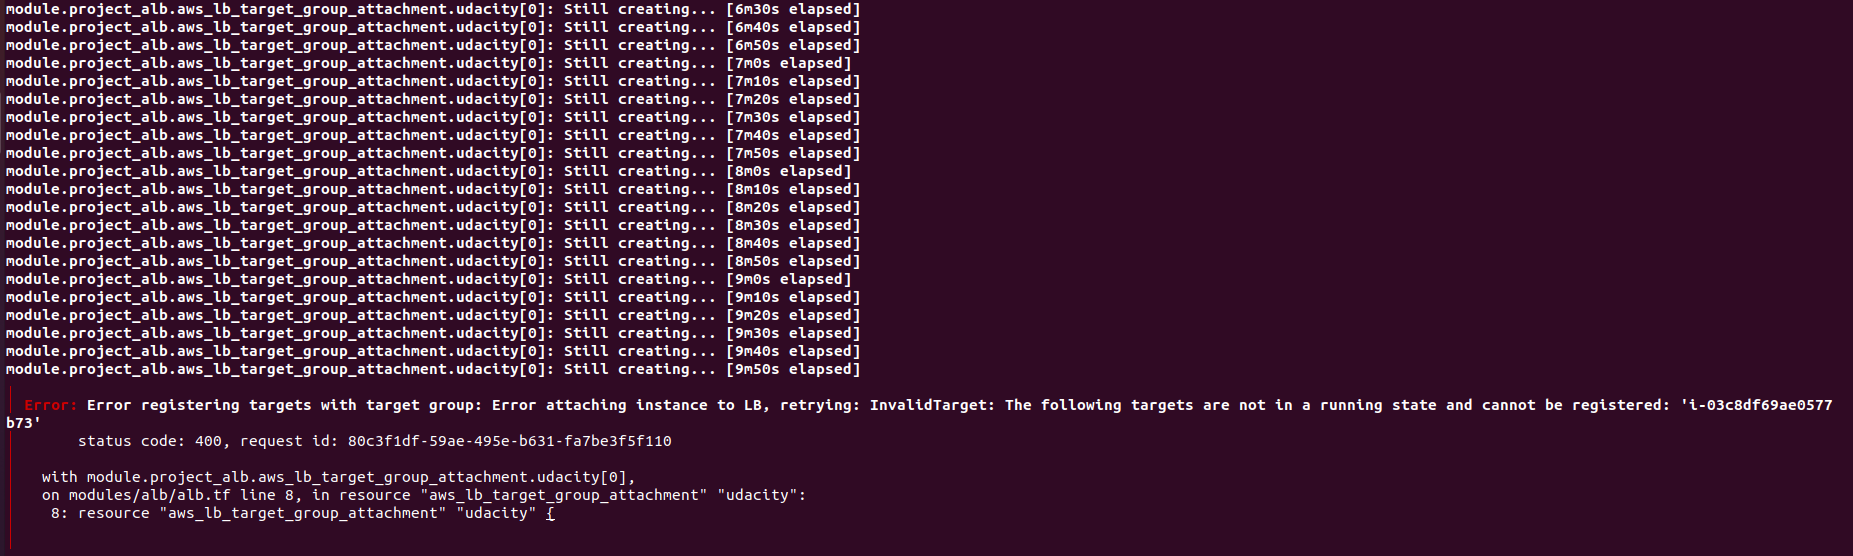 module.project_alb.aws_lb_target_group_attachment.udacity[0]: Still creating... [6m30s elapsed]
module.project_alb.aws_lb_target_group_attachment.udacity[0]: Still creating... [6m40s elapsed]
module.project_alb.aws_lb_target_group_attachment.udacity[0]: Still creating... [6m50s elapsed]
module.project_alb.aws_lb_target_group_attachment.udacity[0]: Still creating... [7m0s elapsed]
module.project_alb.aws_lb_target_group_attachment.udacity[0]: Still creating... [7m10s elapsed]
module.project_alb.aws_lb_target_group_attachment.udacity[0]: Still creating... [7m20s elapsed]
module.project_alb.aws_lb_target_group_attachment.udacity[0]: Still creating... [7m30s elapsed]
module.project_alb.aws_lb_target_group_attachment.udacity[0]: Still creating... [7m40s elapsed]
module.project_alb.aws_lb_target_group_attachment.udacity[0]: Still creating... [7m50s elapsed]
module.project_alb.aws_lb_target_group_attachment.udacity[0]: Still creating... [8m0s elapsed]
module.project_alb.aws_lb_target_group_attachment.udacity[0]: Still creating... [8m10s elapsed]
module.project_alb.aws_lb_target_group_attachment.udacity[0]: Still creating... [8m20s elapsed]
module.project_alb.aws_lb_target_group_attachment.udacity[0]: Still creating... [8m30s elapsed]
module.project_alb.aws_lb_target_group_attachment.udacity[0]: Still creating... [8m40s elapsed]
module.project_alb.aws_lb_target_group_attachment.udacity[0]: Still creating... [8m50s elapsed]
module.project_alb.aws_lb_target_group_attachment.udacity[0]: Still creating... [9m0s elapsed]
module.project_alb.aws_lb_target_group_attachment.udacity[0]: Still creating... [9m10s elapsed]
module.project_alb.aws_lb_target_group_attachment.udacity[0]: Still creating... [9m20s elapsed]
module.project_alb.aws_lb_target_group_attachment.udacity[0]: Still creating... [9m30s elapsed]
module.project_alb.aws_lb_target_group_attachment.udacity[0]: Still creating... [9m40s elapsed]
module.project_alb.aws_lb_target_group_attachment.udacity[0]: Still creating... [9m50s elapsed]
Error: Error registering targets with target group: Error attaching instance to LB, retrying: InvalidTarget: The following targets are not in a running state and cannot be registered: 'i-03c8df69ae0577
b73'
status code: 400, request id: 80c3f1df-59ae-495e-b631-fa7be3f5f110
with module.project_alb.aws_lb_target_group_attachment.udacity[0],
on modules/alb/alb.tf line 8, in resource "aws_lb_target_group_attachment" "udacity":
8: resource "aws_lb_target_group_attachment" "udacity" {